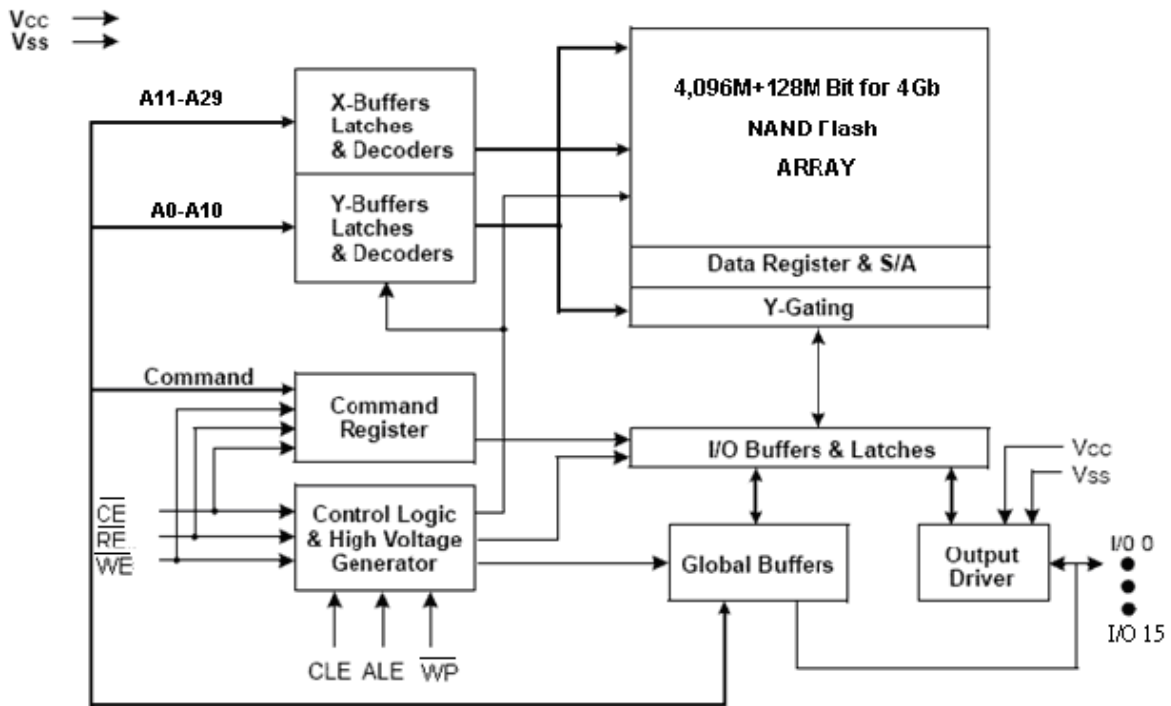 Vcc
Vss
A11-A29
X-Buffers
Latches
& Decoders
A0-A10
Y-Buffers
Latches
& Decoders
4,096M+128M Bit for 4Gb
NAND Flash
ARRAY
Data Register & S/A
Y-Gating
Command
Command
Register
I/O Buffers & Latches
Vcc
Vss
CE
RE
WE
Control Logic
& High Voltage
Generator
Global Buffers
Output
Driver
I/O 0
I/O 15
CLE ALE WP